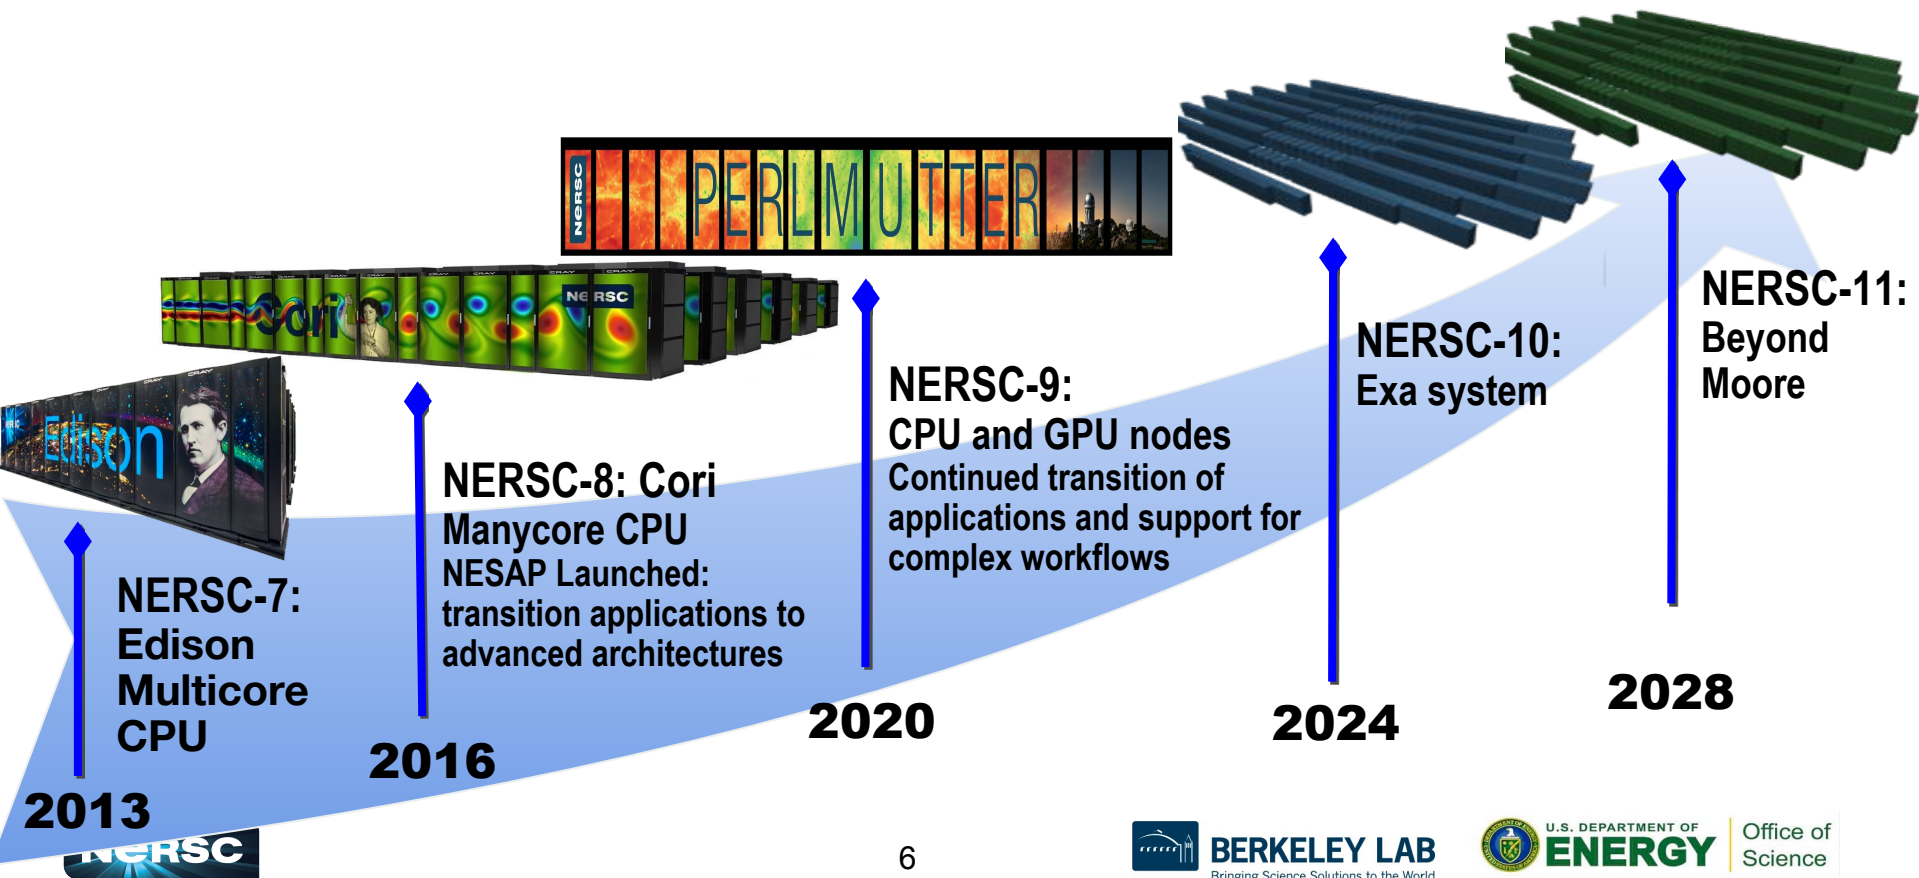 NERSC
PERLMUTTER
CRAY
Cori
NERSC
CRAY
Edison
NERSC-7:
Edison
Multicore
CPU
2013
NERSC-8: Cori
Manycore CPU
NESAP Launched:
transition applications to
advanced architectures
2016
NERSC-9:
CPU and GPU nodes
Continued transition of
applications and support for
complex workflows
2020
NERSC-10:
Exa system
2024
NERSC-11:
Beyond
Moore
2028
NERSC
6
BERKELEY LAB
Bringing Science Solutions to the World
U.S. DEPARTMENT OF
ENERGY
Office of
Science